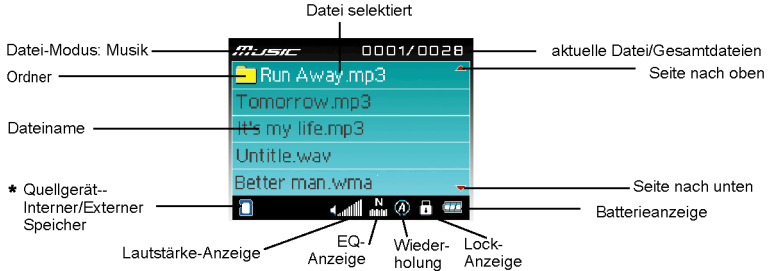 Datei selektiert
Datei-Modus: Musik
MUSIC 0001/0028
aktuelle Datei/Gesamtdateien
Ordner
Run Away.mp3
Seite nach oben
Tomorrow.mp3
Dateiname
It's my life.mp3
Untitle.wav
Better man.wma
Seite nach unten
* Quellgerät--
Interner/Externer
Speicher
N
A
Batterieanzeige
Lautstärke-Anzeige
EQ-
Anzeige
Wieder-
holung
Lock-
Anzeige